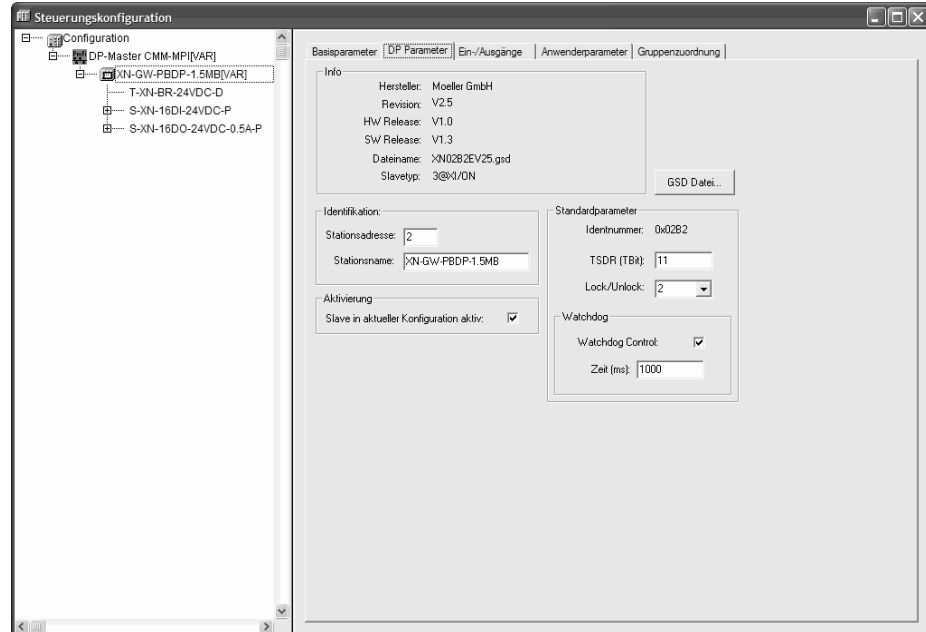 Steuerungskonfiguration
Configuration
DP-Master CMM-MPI[VAR]
XN-GW-PBDP-1.5MB[VAR]
T-XN-BR-24VDC-D
S-XN-16DI-24VDC-P
S-XN-16DO-24VDC-0.5A-P
Basisparameter DP Parameter Ein-/Ausgänge Anwenderparameter Gruppenzuordnung
Info
Hersteller: Moeller GmbH
Revision: V2.5
HW Release: V1.0
SW Release: V1.3
Dateiname: XN02B2EV25.gsd
Slavetyp: 3@XI/ON
GSD Datei...
Identifikation:
Stationsadresse: 2
Stationsname: XN-GW-PBDP-1.5MB
Aktivierung
Slave in aktueller Konfiguration aktiv:
Standardparameter
Identnummer: 0x02B2
TSDR (TBit): 11
Lock/Unlock: 2
Watchdog
Watchdog Control:
Zeit (ms): 1000